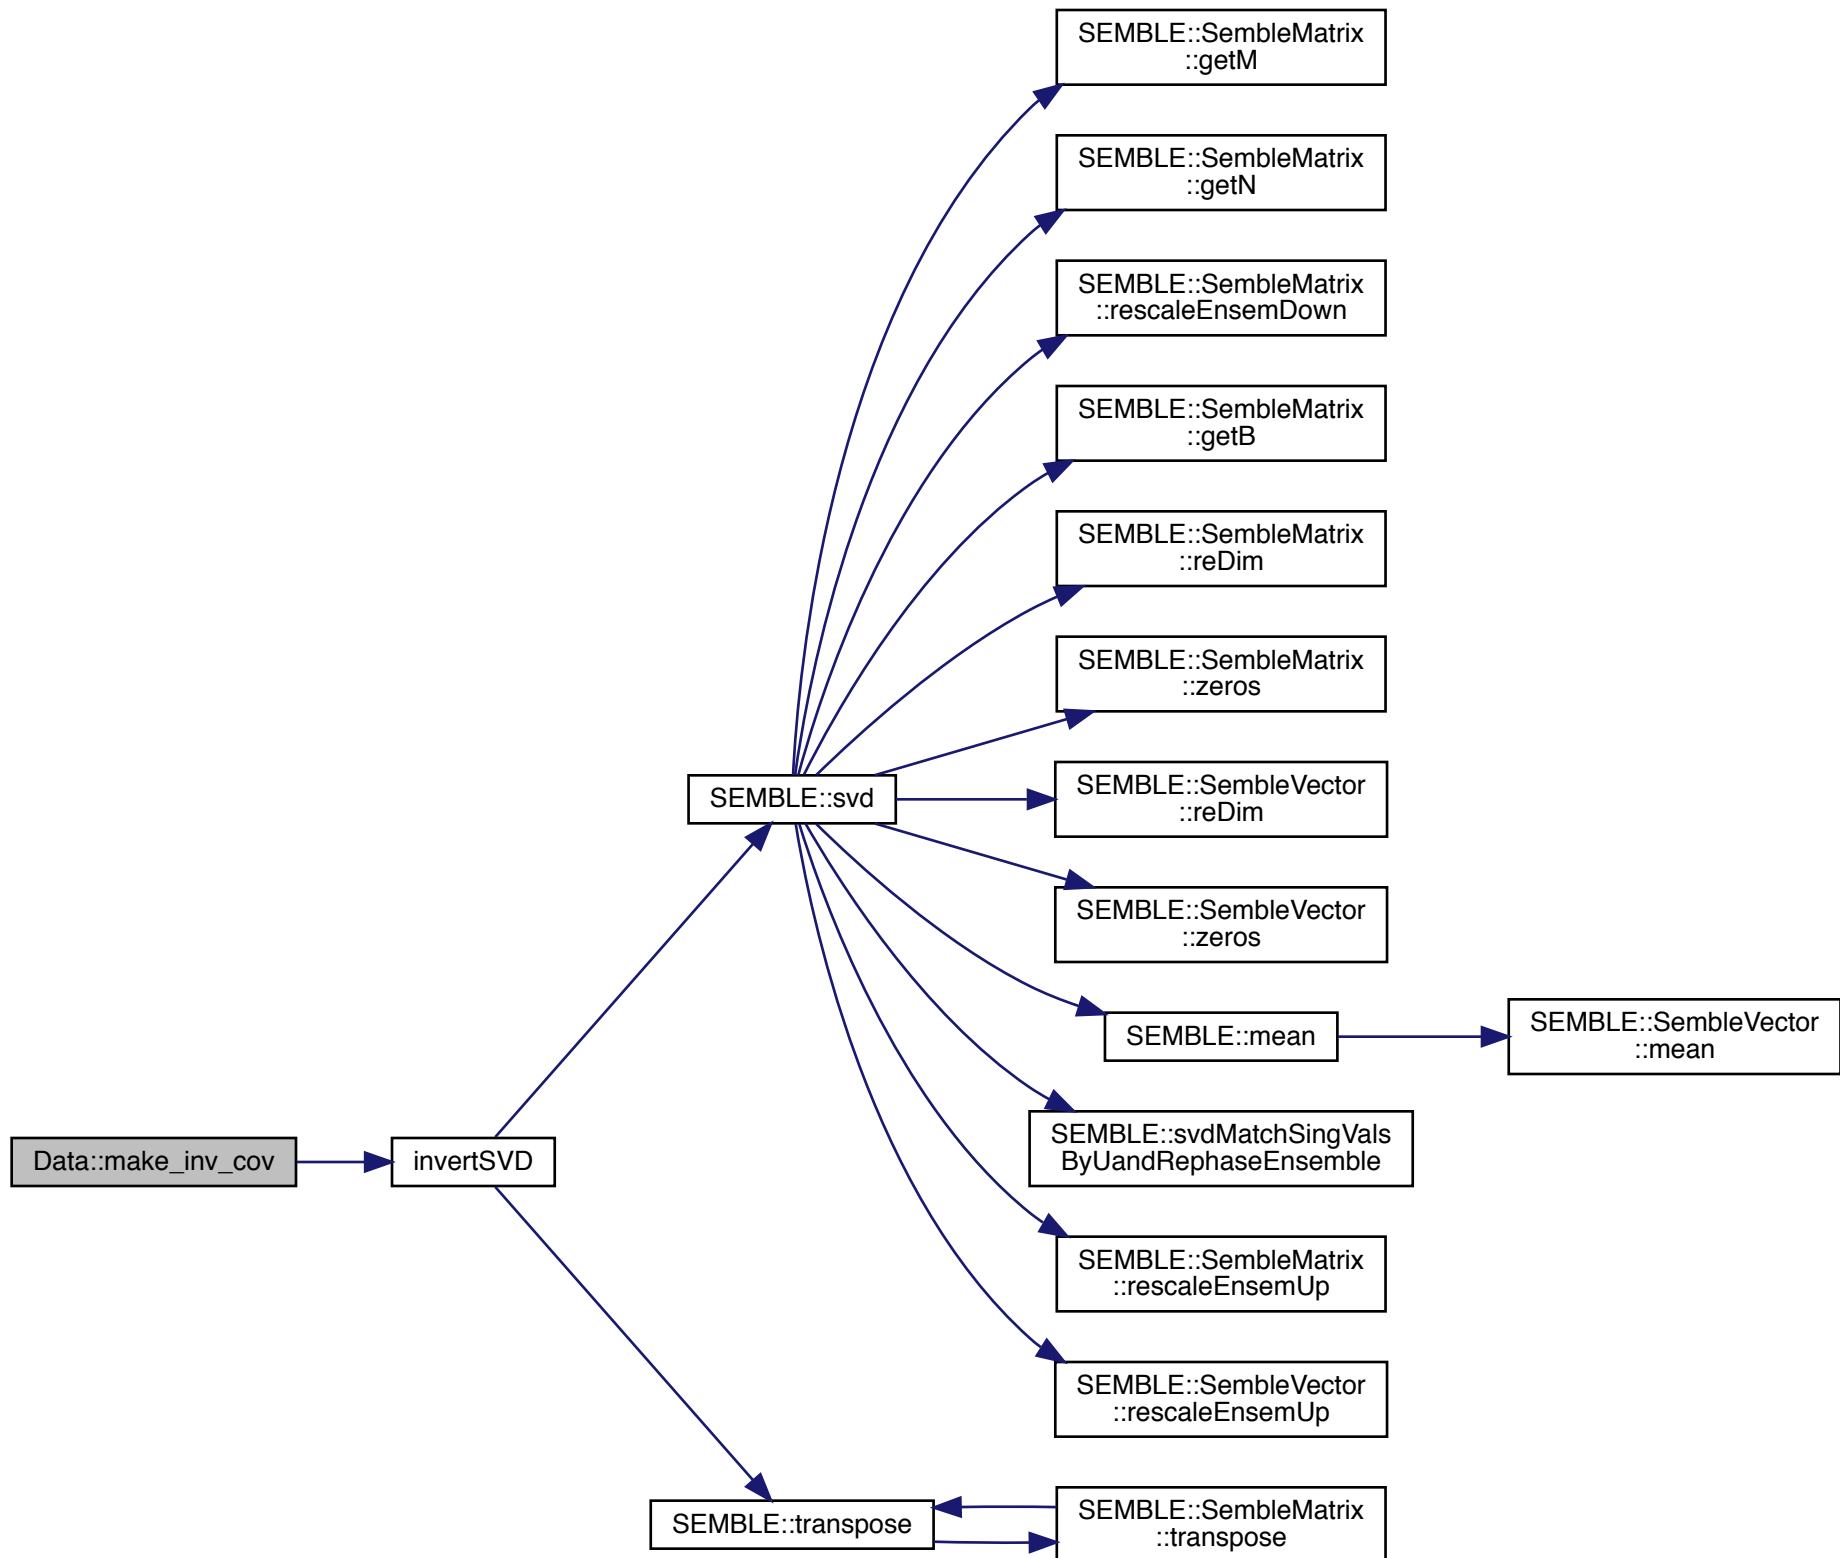 SEMBLE::SembleMatrix
::getM
SEMBLE::SembleMatrix
::getN
SEMBLE::SembleMatrix
::rescaleEnsemDown
SEMBLE::SembleMatrix
::getB
SEMBLE::SembleMatrix
::reDim
SEMBLE::SembleMatrix
::zeros
SEMBLE::svd
SEMBLE::SembleVector
::reDim
SEMBLE::SembleVector
::zeros
SEMBLE::mean
SEMBLE::SembleVector
::mean
Data::make_inv_cov
invertSVD
SEMBLE::svdMatchSingVals
ByUandRephaseEnsemble
SEMBLE::SembleMatrix
::rescaleEnsemUp
SEMBLE::SembleVector
::rescaleEnsemUp
SEMBLE::transpose
SEMBLE::SembleMatrix
::transpose